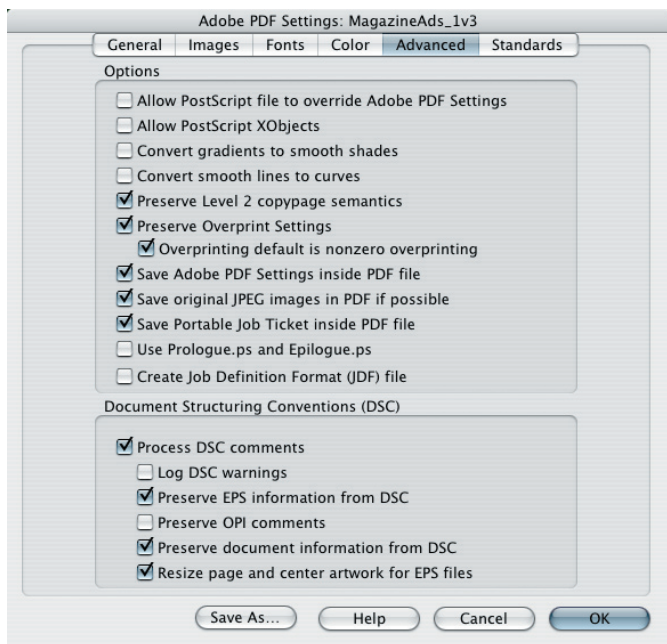 Adobe PDF Settings: MagazineAds_1v3
General Images Fonts Color Advanced Standards
Options
Allow PostScript file to override Adobe PDF Settings
Allow PostScript XObjects
Convert gradients to smooth shades
Convert smooth lines to curves
Preserve Level 2 copypage semantics
Preserve Overprint Settings
Overprinting default is nonzero overprinting
Save Adobe PDF Settings inside PDF file
Save original JPEG images in PDF if possible
Save Portable Job Ticket inside PDF file
Use Prologue.ps and Epilogue.ps
Create Job Definition Format (JDF) file
Document Structuring Conventions (DSC)
Process DSC comments
Log DSC warnings
Preserve EPS information from DSC
Preserve OPI comments
Preserve document information from DSC
Resize page and center artwork for EPS files
Save As... Help Cancel OK